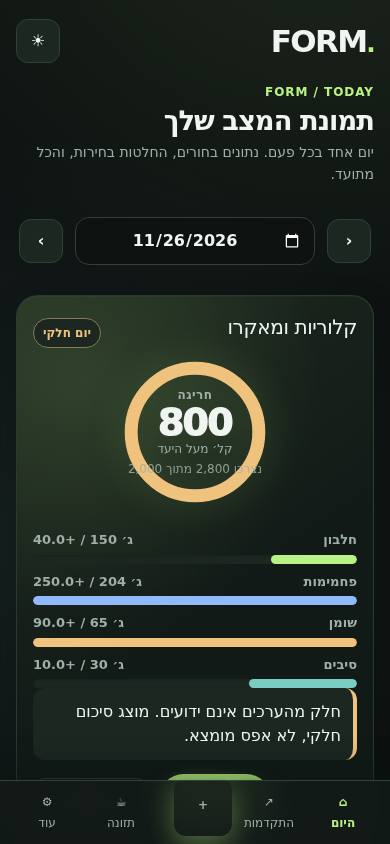 FORM.
FORM / TODAY
תמונת המצב שלך
יום אחד בכל פעם. נתונים בחורים, החלטות בחירות, והכל
מתועד.
11/26/2026
קלוריות ומאקרו
יום חלקי
חריגה
800
קל׳ מעל היעד
נצרכו 2,800 מתוך 2,000
חלבון
40.0+ / 150 ג׳
פחמימות
250.0+ / 204 ג׳
שומן
90.0+ / 65 ג׳
סיבים
10.0+ / 30 ג׳
חלק מהערכים אינם ידועים. מוצג סיכום
חלקי, לא אפס מומצא.
היום
התקדמות
+
תזונה
עוד